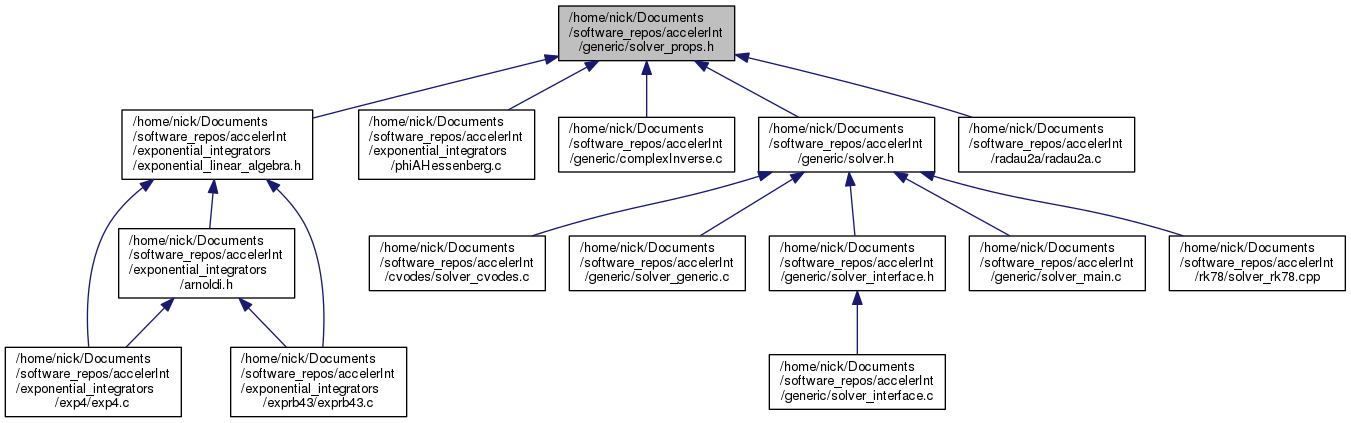 /home/nick/Documents
/software_repos/accelerInt
/generic/solver_props.h
/home/nick/Documents
/software_repos/accelerInt
/exponential_integrators
/exponential_linear_algebra.h
/home/nick/Documents
/software_repos/accelerInt
/exponential_integrators
/phiAHessenberg.c
/home/nick/Documents
/software_repos/accelerInt
/generic/complexInverse.c
/home/nick/Documents
/software_repos/accelerInt
/generic/solver.h
/home/nick/Documents
/software_repos/accelerInt
/radau2a/radau2a.c
/home/nick/Documents
/software_repos/accelerInt
/exponential_integrators
/arnoldi.h
/home/nick/Documents
/software_repos/accelerInt
/cvodes/solver_cvodes.c
/home/nick/Documents
/software_repos/accelerInt
/generic/solver_generic.c
/home/nick/Documents
/software_repos/accelerInt
/generic/solver_interface.h
/home/nick/Documents
/software_repos/accelerInt
/generic/solver_main.c
/home/nick/Documents
/software_repos/accelerInt
/rk78/solver_rk78.cpp
/home/nick/Documents
/software_repos/accelerInt
/exponential_integrators
/exp4/exp4.c
/home/nick/Documents
/software_repos/accelerInt
/exponential_integrators
/exprb43/exprb43.c
/home/nick/Documents
/software_repos/accelerInt
/generic/solver_interface.c